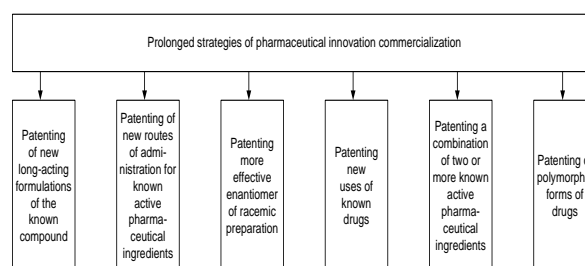 Prolonged strategies of pharmaceutical innovation commercialization
Patenting
of new
long-acting
formulations
of the
known
compound
Patenting of
new routes
of admi-
nistration for
known
active
pharma-
ceutical
ingredients
Patenting
more
effective
enantiomer
of racemic
preparation
Patenting
new
uses of
known
drugs
Patenting a
combination
of two or
more known
active
pharma-
ceutical
ingredients
Patenting
polymorph
forms of
drugs